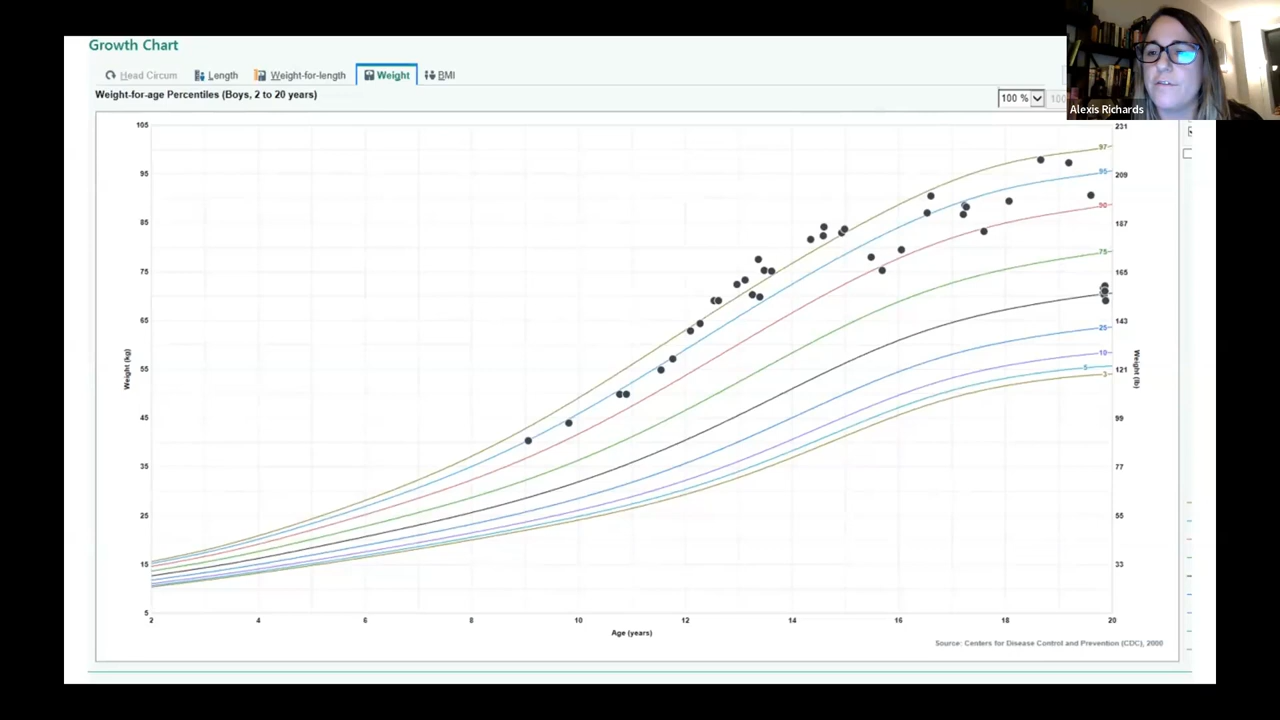 Growth Chart
Head Circum Length Weight-for-length Weight BMI
Weight-for-age Percentiles (Boys, 2 to 20 years)
100 % 100
Alexis Richards
105 231
97
95 95 209
90
85 187
75
75 165
65 143
25
10
55 121
5
3
45 99
35 77
25 55
15 33
5
Weight (kg)
Weight (lb)
2 4 6 8 10 12 14 16 18 20
Age (years)
Source: Centers for Disease Control and Prevention (CDC), 2000